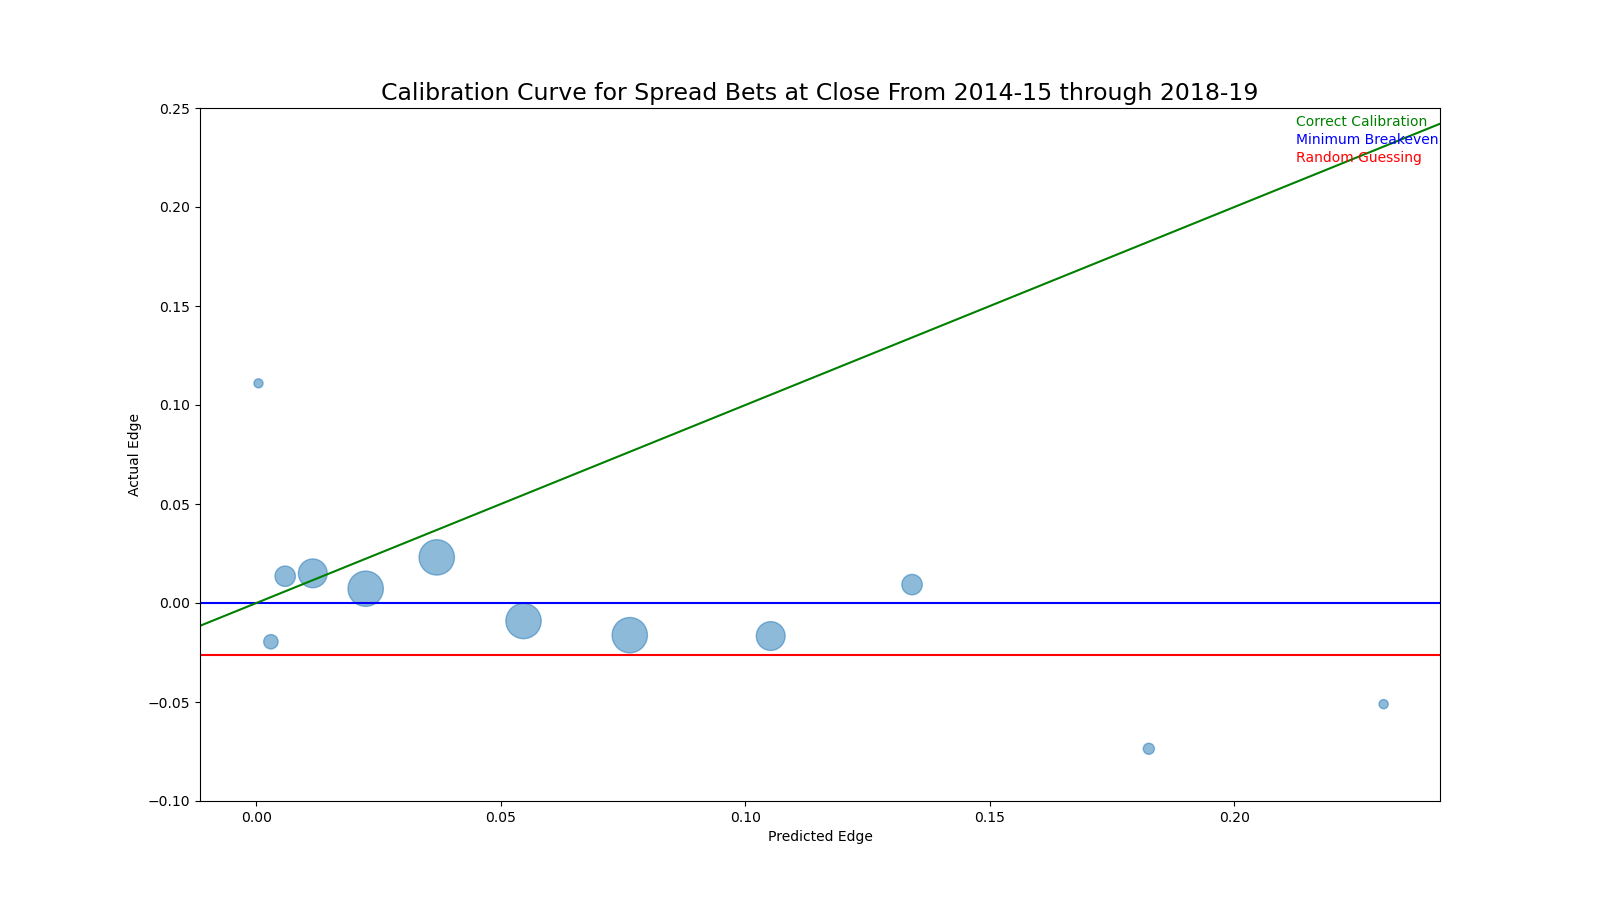 Calibration Curve for Spread Bets at Close From 2014-15 through 2018-19
Correct Calibration
Minimum Breakeven
Random Guessing
0.25
0.20
0.15
0.10
0.05
0.00
−0.05
−0.10
Actual Edge
0.00 0.05 0.10 0.15 0.20
Predicted Edge